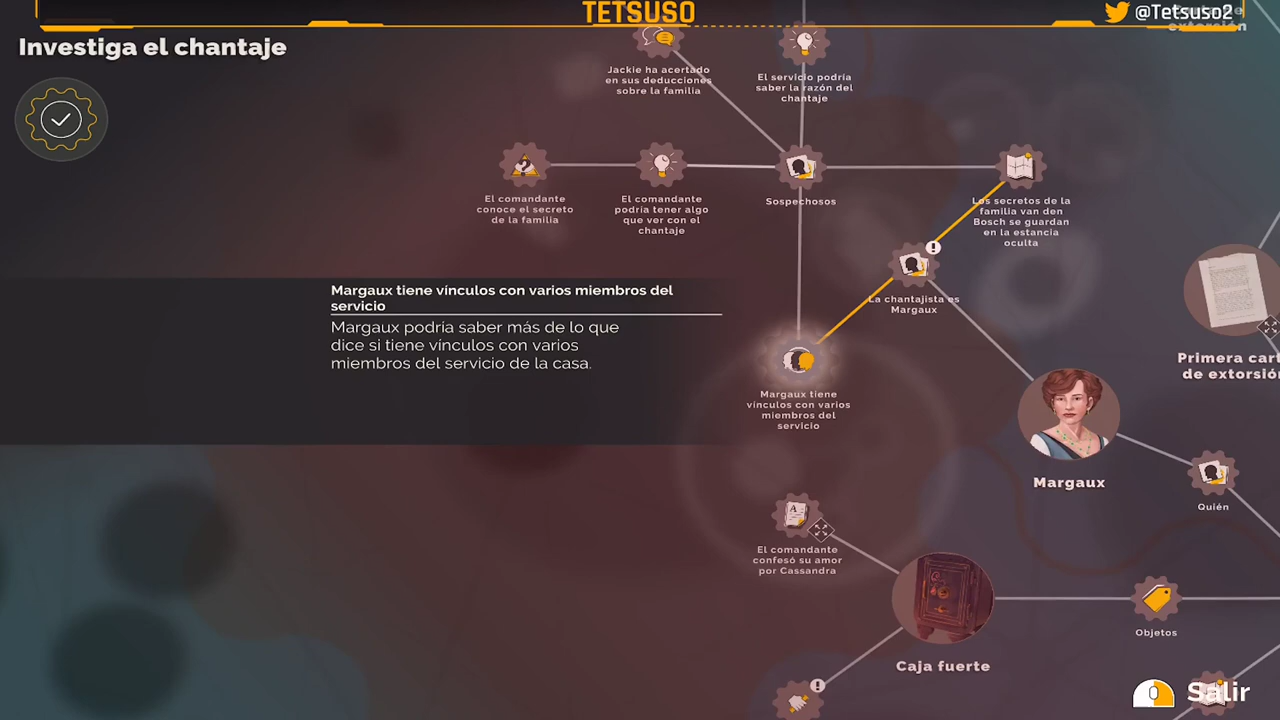 TETSUSO
@Tetsuso2
extorsión
Investiga el chantaje
Jackie ha acertado
en sus deducciones
sobre la familia
El servicio podría
saber la razón del
chantaje
El comandante
conoce el secreto
de la familia
El comandante
podría tener algo
que ver con el
chantaje
Sospechosos
Los secretos de la
familia van den
Bosch se guardan
en la estancia
oculta
La chantajista es
Margaux
Margaux tiene vínculos con varios miembros del
servicio
Margaux podría saber más de lo que
dice si tiene vínculos con varios
miembros del servicio de la casa.
Primera cart
de extorsió
Margaux tiene
vínculos con varios
miembros del
servicio
Margaux
Quién
El comandante
confesó su amor
por Cassandra
Objetos
Caja fuerte
Salir